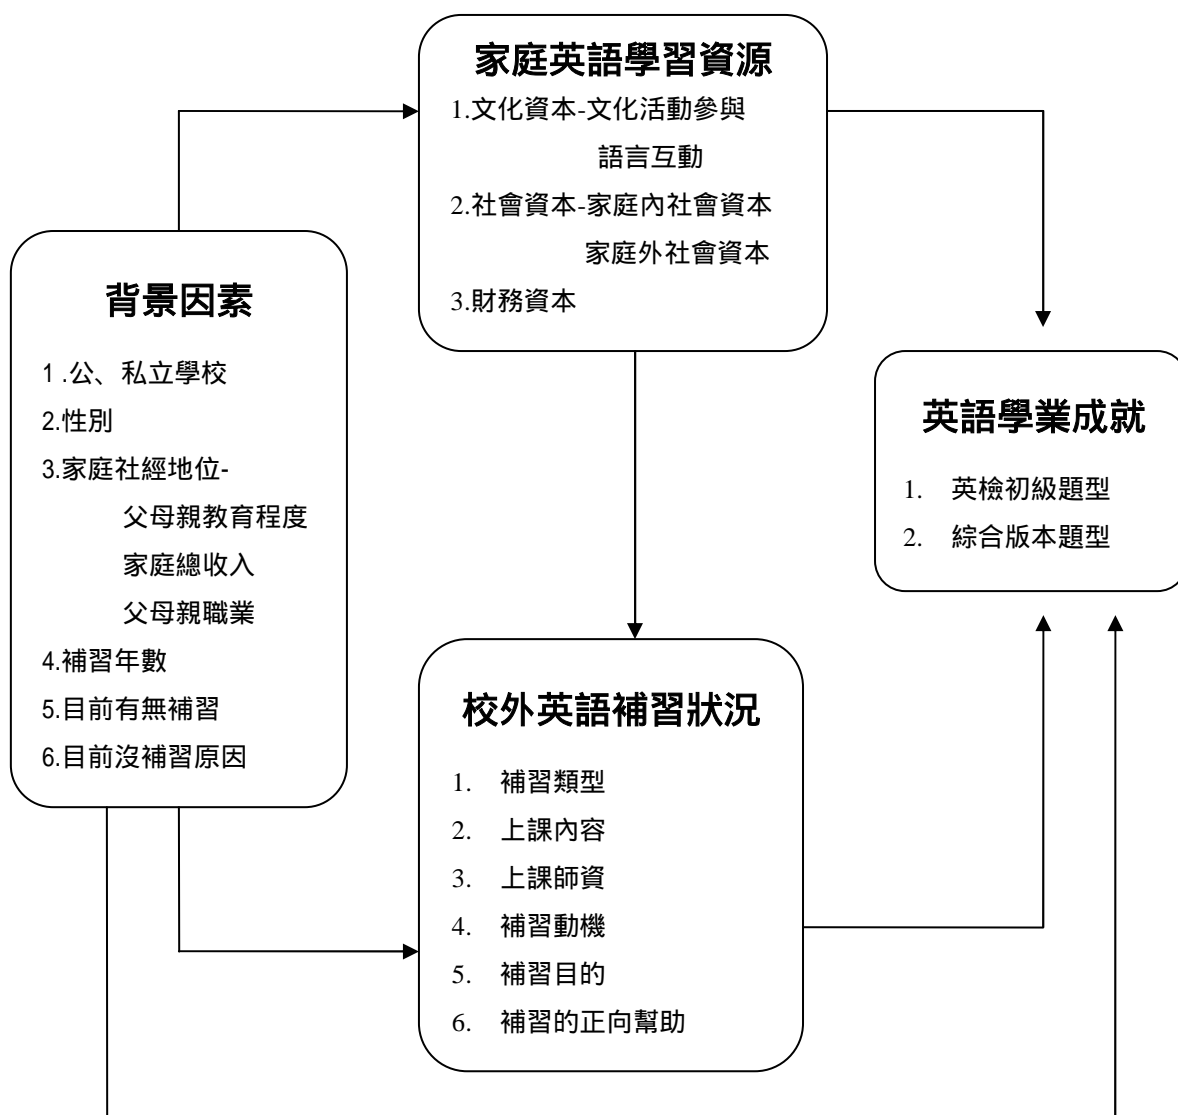 家庭英語學習資源
1.文化資本-文化活動參與
語言互動
2.社會資本-家庭內社會資本
家庭外社會資本
3.財務資本
背景因素
1 .公、私立學校
2.性別
3.家庭社經地位-
父母親教育程度
家庭總收入
父母親職業
4.補習年數
5.目前有無補習
6.目前沒補習原因
英語學業成就
1. 英檢初級題型
2. 綜合版本題型
校外英語補習狀況
1. 補習類型
2. 上課內容
3. 上課師資
4. 補習動機
5. 補習目的
6. 補習的正向幫助